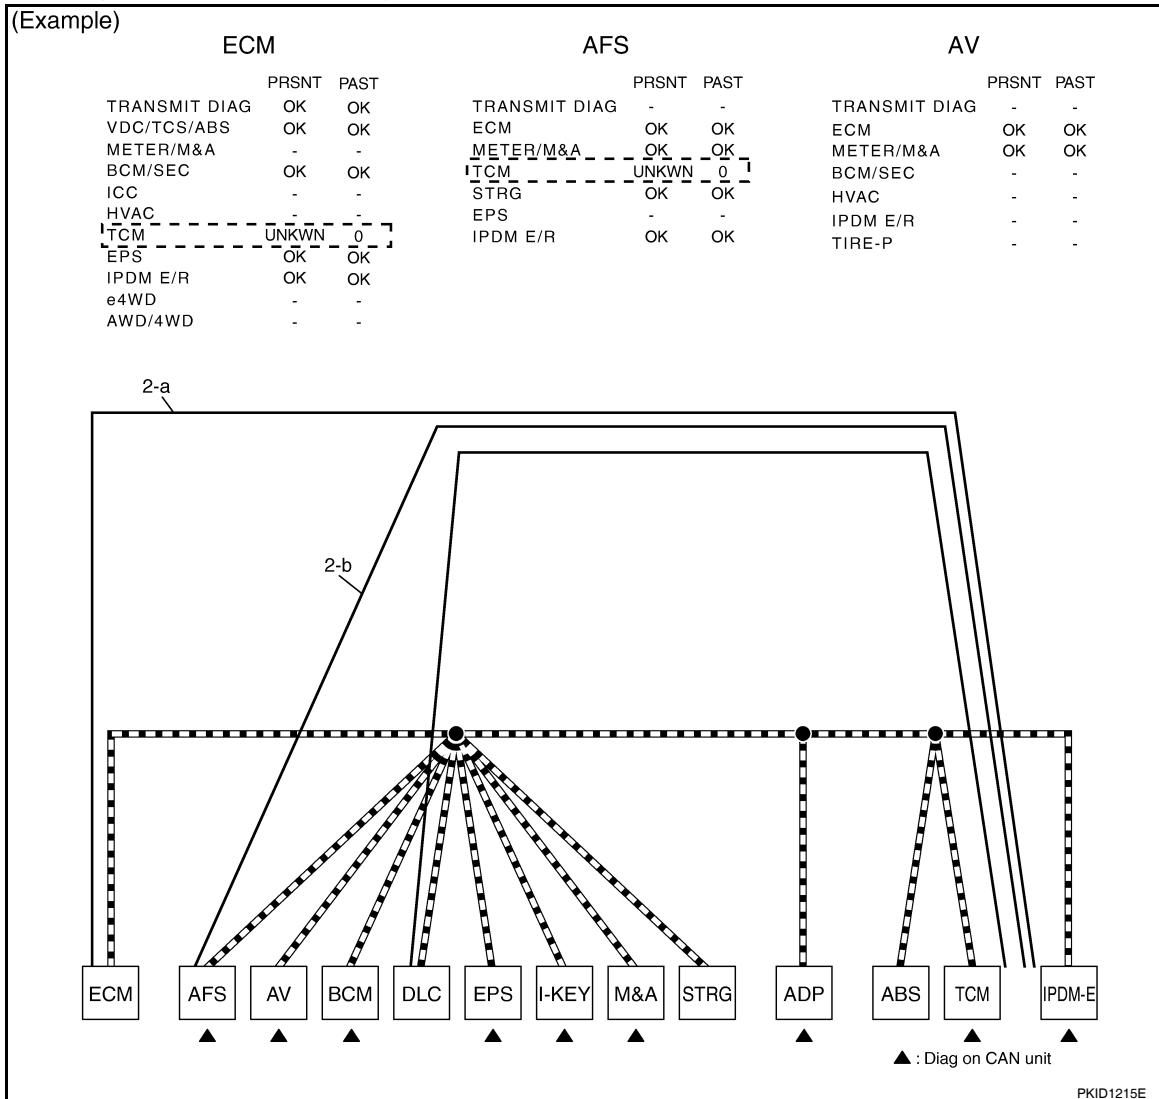 (Example)
ECM
PRSNT PAST
TRANSMIT DIAG OK OK
VDC/TCS/ABS OK OK
METER/M&A - -
BCM/SEC OK OK
ICC - -
HVAC - -
TCM UNKWN 0
EPS OK OK
IPDM E/R OK OK
e4WD - -
AWD/4WD - -
AFS
PRSNT PAST
TRANSMIT DIAG - -
ECM OK OK
METER/M&A OK OK
TCM UNKWN 0
STRG OK OK
EPS - -
IPDM E/R OK OK
AV
PRSNT PAST
TRANSMIT DIAG - -
ECM OK OK
METER/M&A OK OK
BCM/SEC - -
HVAC - -
IPDM E/R - -
TIRE-P - -
2-a
2-b
ECM AFS AV BCM DLC EPS I-KEY M&A STRG ADP ABS TCM IPDM-E
▲ : Diag on CAN unit
PKID1215E